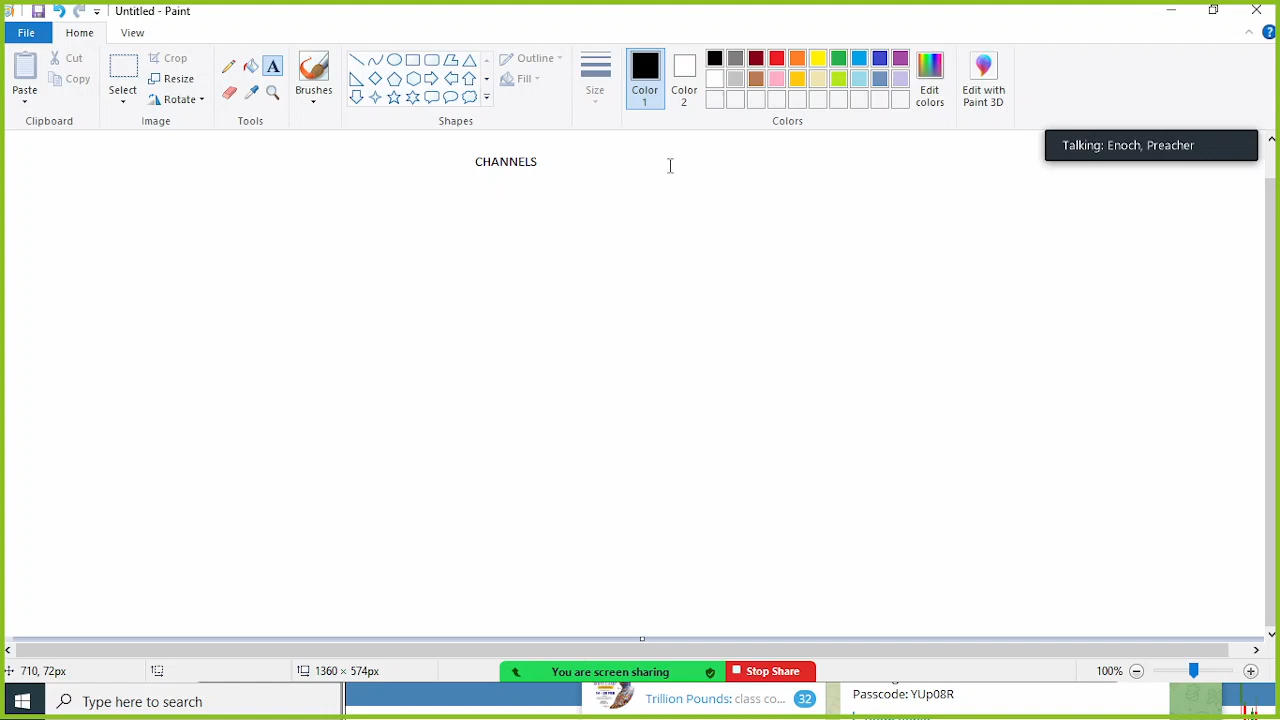 Untitled - Paint
File Home View
Paste
Cut
Copy
Clipboard
Select
Crop
Resize
Rotate
Image
A
Tools
Brushes
Outline
Fill
Shapes
Size
Color 1
Color 2
Edit colors
Colors
Edit with Paint 3D
Talking: Enoch, Preacher
CHANNELS
710, 72px
1360 × 574px
You are screen sharing
Stop Share
100%
Type here to search
Trillion Pounds: class co... 32
Passcode: YUp08R